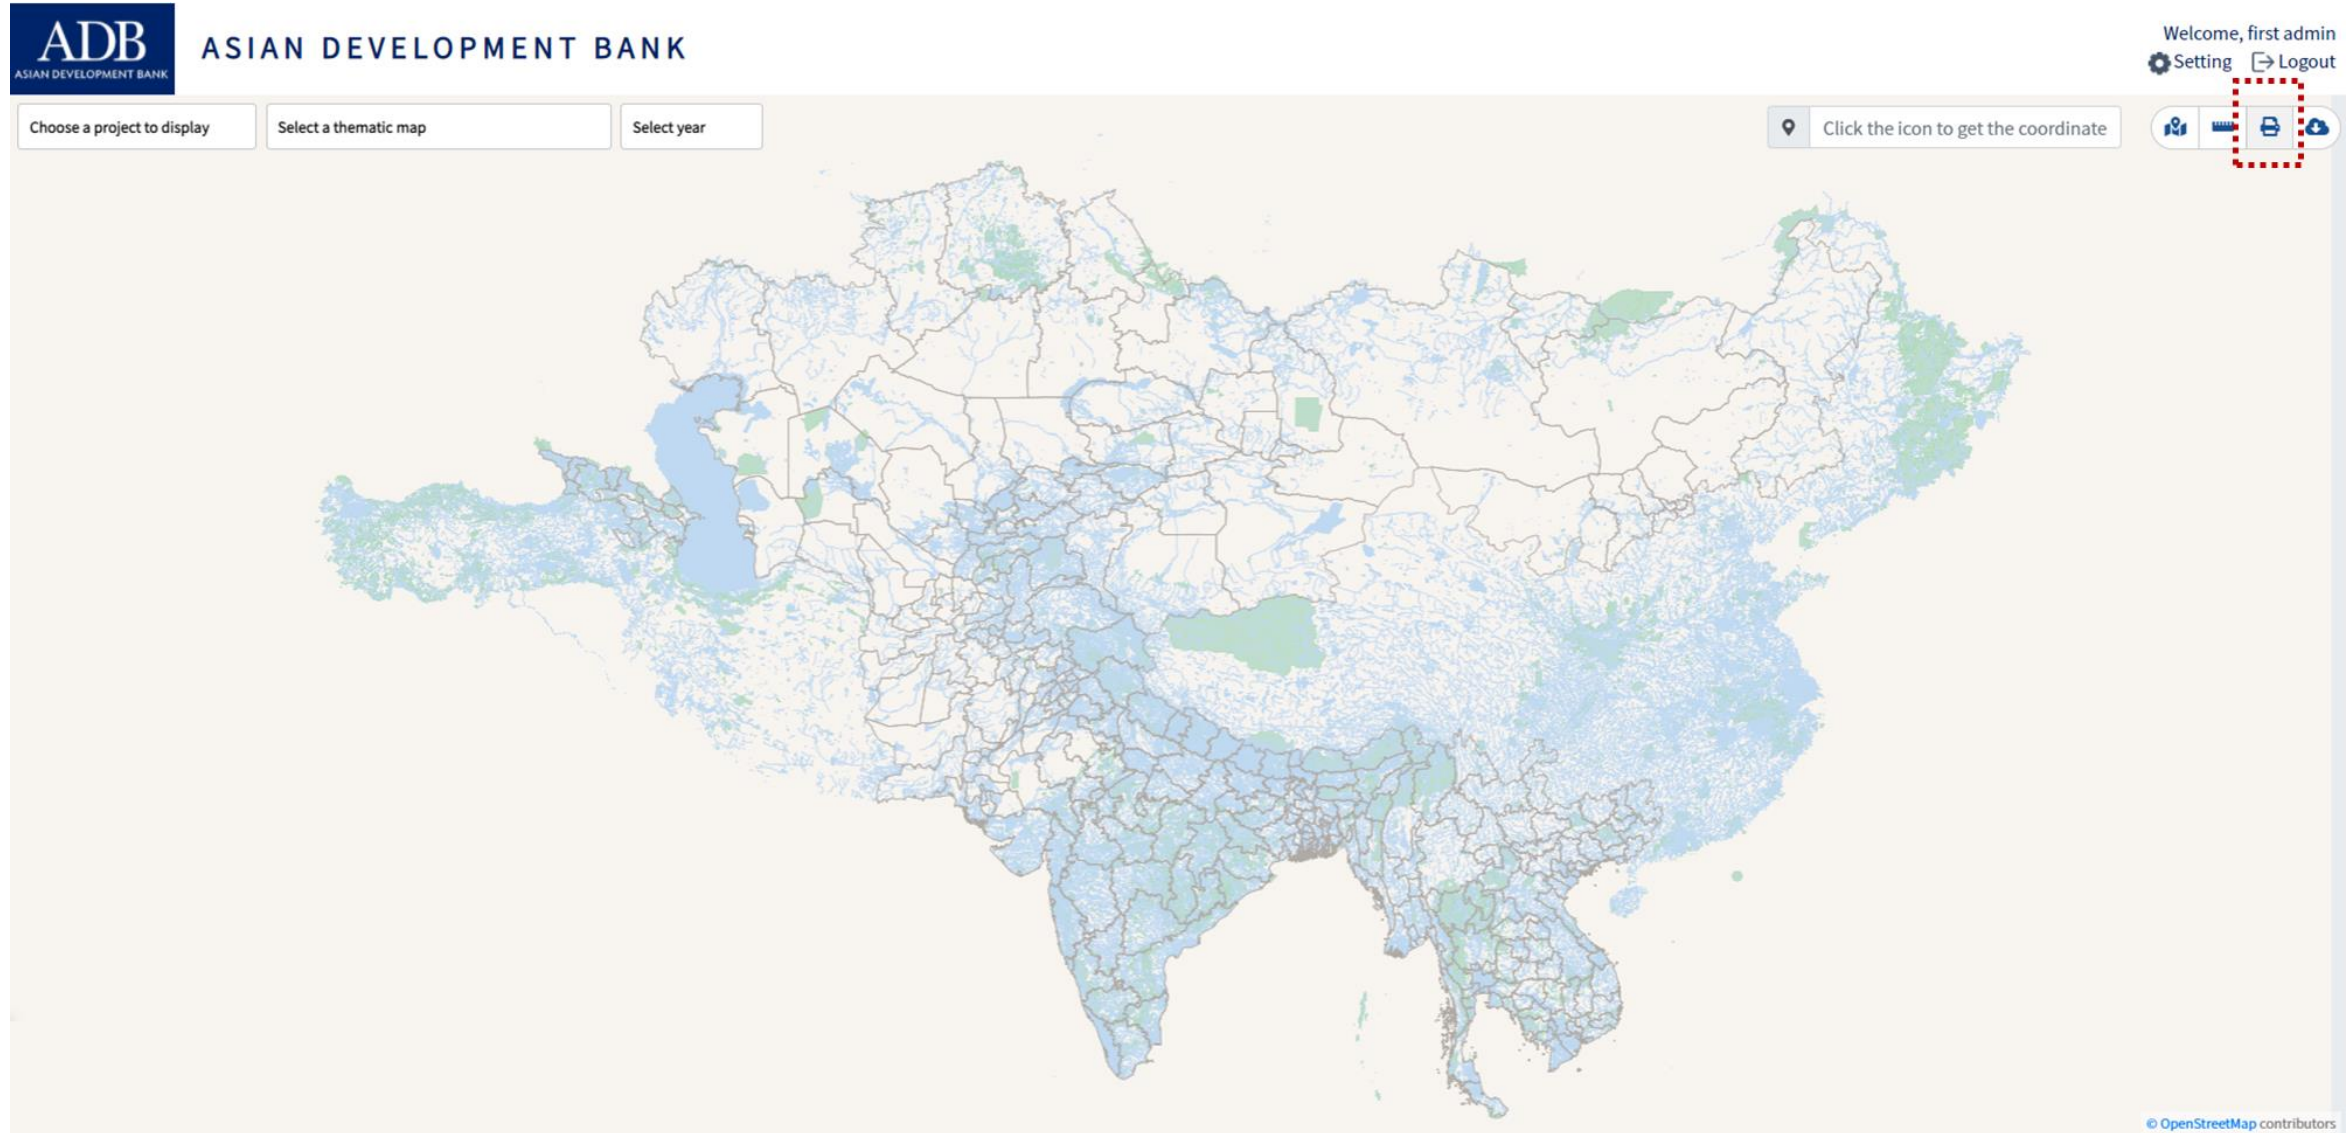 ADB
ASIAN DEVELOPMENT BANK
ASIAN DEVELOPMENT BANK
Welcome, first admin
Setting Logout
Choose a project to display
Select a thematic map
Select year
Click the icon to get the coordinate
© OpenStreetMap contributors